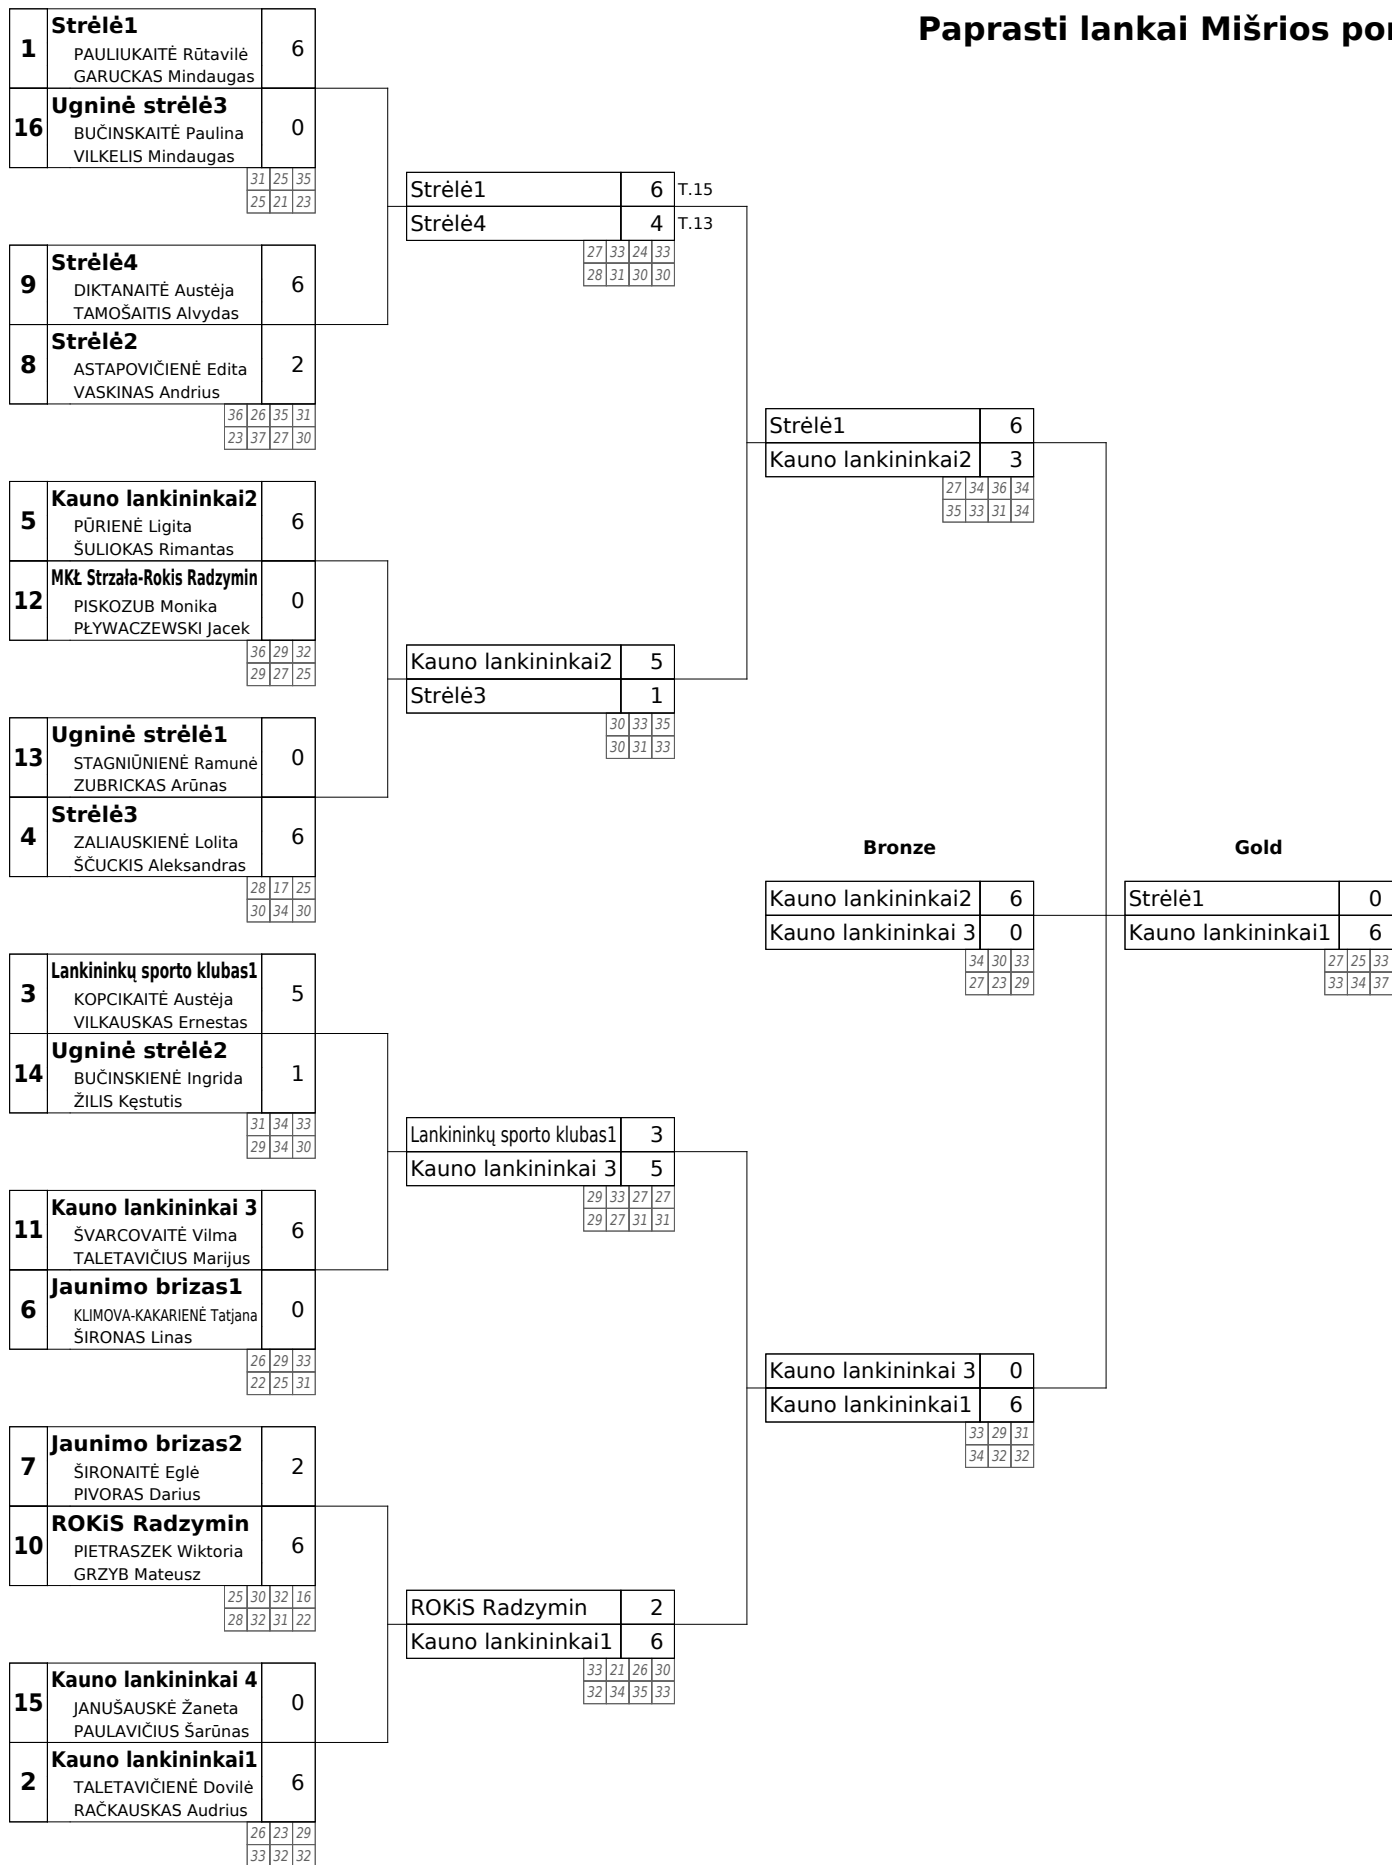 Paprasti lankai Mišrios
1 Strėlė1 6
PAULIUKAITĖ Rūtavilė
GARUCKAS Mindaugas
16 Ugninė strėlė3 0
BUČINSKAITĖ Paulina
VILKELIS Mindaugas
31 25 35
25 21 23
9 Strėlė4 6
DIKTANAITĖ Austėja
TAMOŠAITIS Alvydas
8 Strėlė2 2
ASTAPOVIČIENĖ Edita
VASKINAS Andrius
36 26 35 31
23 37 27 30
5 Kauno lankininkai2 6
PŪRIENĖ Ligita
ŠULIOKAS Rimantas
12 MKŁ Strzała-Rokis Radzymin 0
PISKOZUB Monika
PŁYWACZEWSKI Jacek
36 29 32
29 27 25
13 Ugninė strėlė1 0
STAGNIŪNIENĖ Ramunė
ZUBRICKAS Arūnas
4 Strėlė3 6
ZALIAUSKIENĖ Lolita
ŠČUCKIS Aleksandras
28 17 25
30 34 30
3 Lankininkų sporto klubas1 5
KOPCIKAITĖ Austėja
VILKAUSKAS Ernestas
14 Ugninė strėlė2 1
BUČINSKIENĖ Ingrida
ŽILIS Kęstutis
31 34 33
29 34 30
11 Kauno lankininkai 3 6
ŠVARCOVAITĖ Vilma
TALETAVIČIUS Marijus
6 Jaunimo brizas1 0
KLIMOVA-KAKARIENĖ Tatjana
ŠIRONAS Linas
26 29 33
22 25 31
7 Jaunimo brizas2 2
ŠIRONAITĖ Eglė
PIVORAS Darius
10 ROKiS Radzymin 6
PIETRASZEK Wiktoria
GRZYB Mateusz
25 30 32 16
28 32 31 22
15 Kauno lankininkai 4 0
JANUŠAUSKĖ Žaneta
PAULAVIČIUS Šarūnas
2 Kauno lankininkai1 6
TALETAVIČIENĖ Dovilė
RAČKAUSKAS Audrius
26 23 29
33 32 32
Strėlė1 6 T.15
Strėlė4 4 T.13
27 33 24 33
28 31 30 30
Kauno lankininkai2 5
Strėlė3 1
30 33 35
30 31 33
Lankininkų sporto klubas1 3
Kauno lankininkai 3 5
29 33 27 27
29 27 31 31
ROKiS Radzymin 2
Kauno lankininkai1 6
33 21 26 30
32 34 35 33
Strėlė1 6
Kauno lankininkai2 3
27 34 36 34
35 33 31 34
Kauno lankininkai 3 0
Kauno lankininkai1 6
33 29 31
34 32 32
Bronze
Kauno lankininkai2 6
Kauno lankininkai 3 0
34 30 33
27 23 29
Gold
Strėlė1 0
Kauno lankininkai1 6
27 25 33
33 34 37